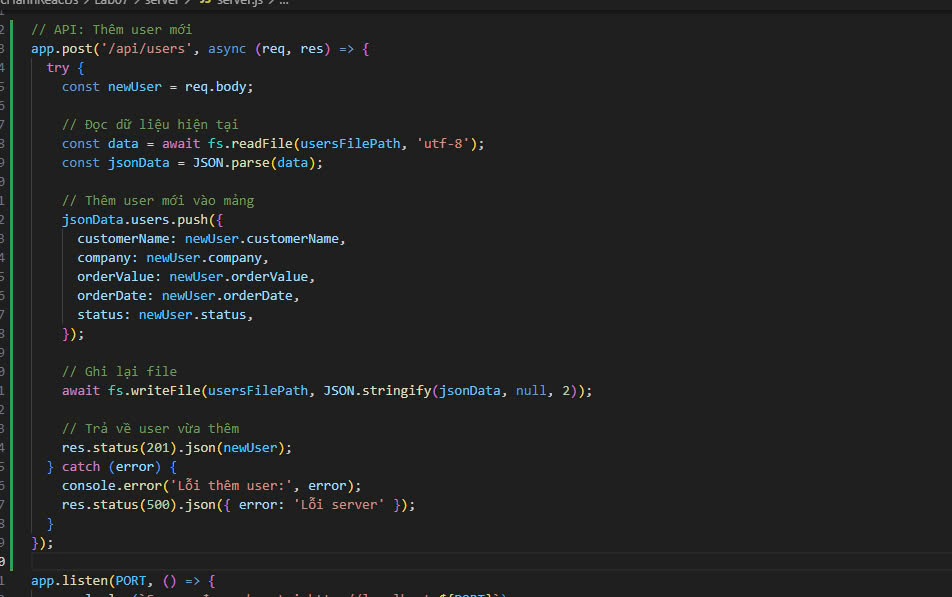 Lab07 > server > JS server.js > ...
// API: Thêm user mới
app.post('/api/users', async (req, res) => {
try {
const newUser = req.body;
// Đọc dữ liệu hiện tại
const data = await fs.readFile(usersFilePath, 'utf-8');
const jsonData = JSON.parse(data);
// Thêm user mới vào mảng
jsonData.users.push({
customerName: newUser.customerName,
company: newUser.company,
orderValue: newUser.orderValue,
orderDate: newUser.orderDate,
status: newUser.status,
});
// Ghi lại file
await fs.writeFile(usersFilePath, JSON.stringify(jsonData, null, 2));
// Trả về user vừa thêm
res.status(201).json(newUser);
} catch (error) {
console.error('Lỗi thêm user:', error);
res.status(500).json({ error: 'Lỗi server' });
}
});
app.listen(PORT, () => {